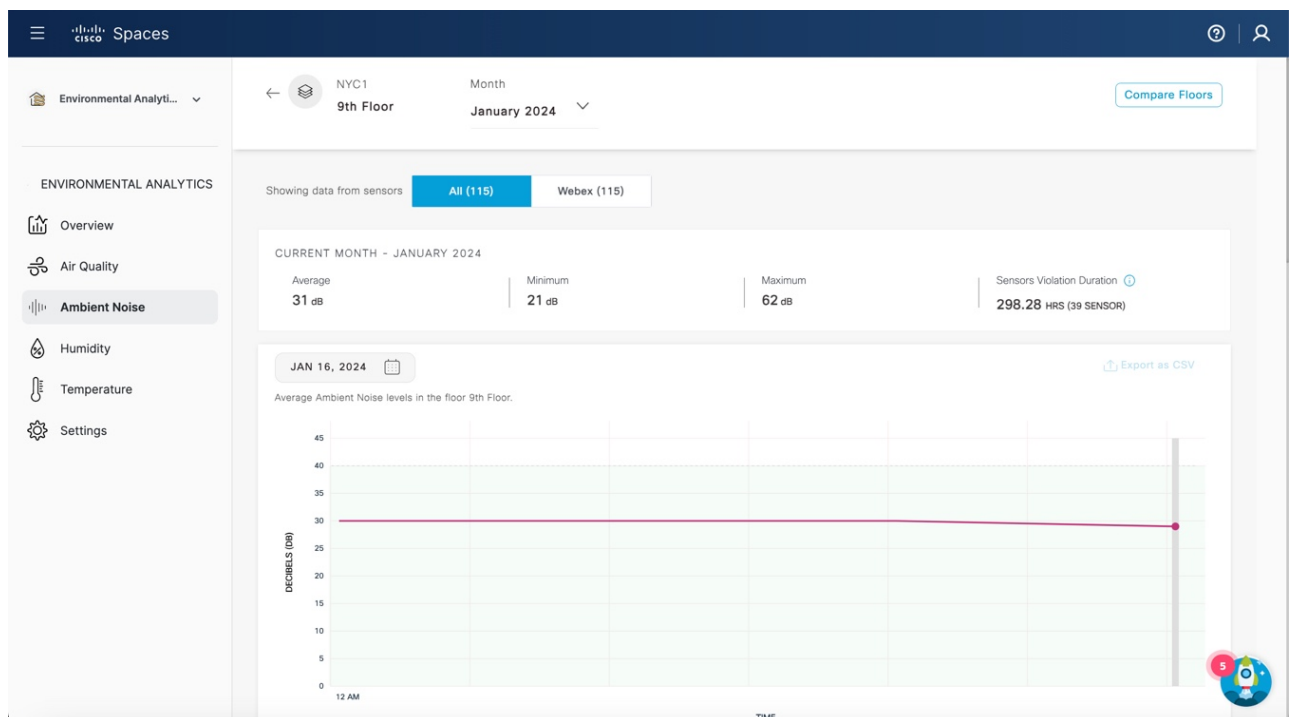 cisco Spaces
Environmental Analyti...
NYC1
9th Floor
Month
January 2024
Compare Floors
ENVIRONMENTAL ANALYTICS
Overview
Air Quality
Ambient Noise
Humidity
Temperature
Settings
Showing data from sensors
All (115)
Webex (115)
CURRENT MONTH - JANUARY 2024
Average
31 dB
Minimum
21 dB
Maximum
62 dB
Sensors Violation Duration
298.28 HRS (39 SENSOR)
JAN 16, 2024
Export as CSV
Average Ambient Noise levels in the floor 9th Floor.
DECIBELS (DB)
45
40
35
30
25
20
15
10
5
0
12 AM
TIME
5